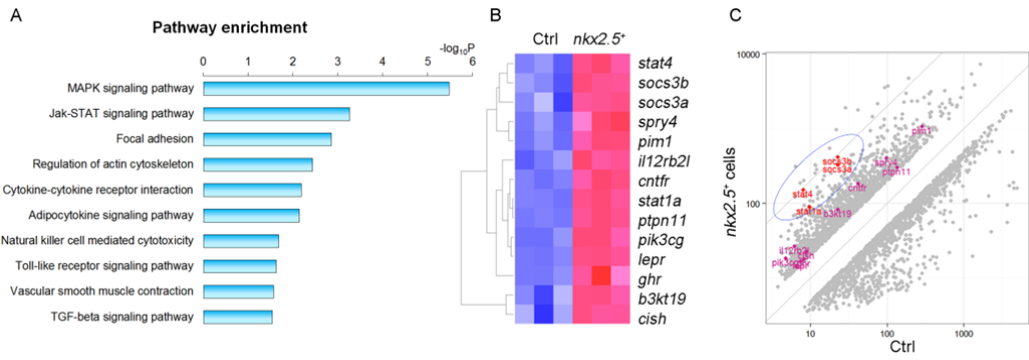 A
Pathway enrichment
-log10P
0 1 2 3 4 5 6
MAPK signaling pathway
Jak-STAT signaling pathway
Focal adhesion
Regulation of actin cytoskeleton
Cytokine-cytokine receptor interaction
Adipocytokine signaling pathway
Natural killer cell mediated cytotoxicity
Toll-like receptor signaling pathway
Vascular smooth muscle contraction
TGF-beta signaling pathway
B
Ctrl nkx2.5+
stat4
socs3b
socs3a
spry4
pim1
il12rb2l
cntfr
stat1a
ptpn11
pik3cg
lepr
ghr
b3kt19
cish
C
10000
100
nkx2.5+ cells
pim1
socs3b
socs3a
spry4
ptpn11
cntfr
stat4
stat1a
b3kt19
il12rb2l
cish
10 100 1000
Ctrl